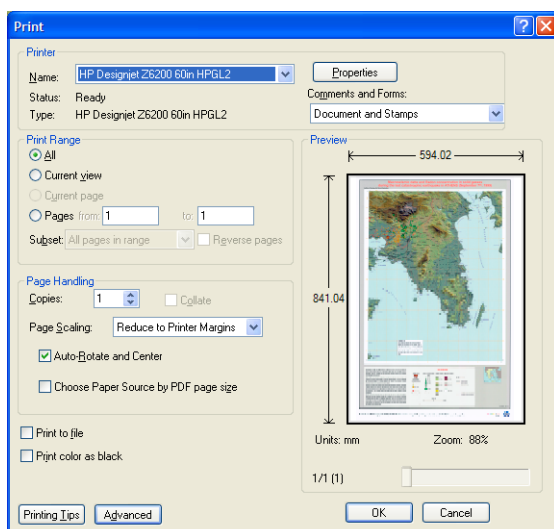 Print
Printer
Name: HP Designjet Z6200 60in HPGL2 Properties
Status: Ready Comments and Forms:
Type: HP Designjet Z6200 60in HPGL2 Document and Stamps
Print Range Preview
All 594.02
Current view
Current page
Pages from: 1 to: 1
Subset: All pages in range Reverse pages
Page Handling 841.04
Copies: 1 Collate
Page Scaling: Reduce to Printer Margins
Auto-Rotate and Center
Choose Paper Source by PDF page size
Print to file Units: mm Zoom: 88%
Print color as black
1/1 (1)
Printing Tips Advanced OK Cancel